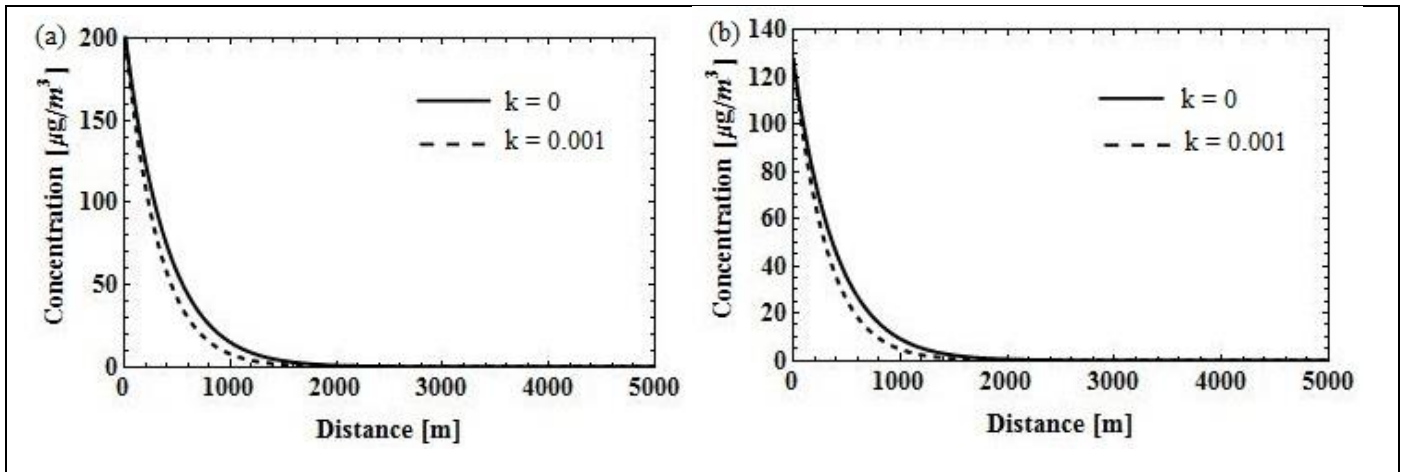 (a)
Concentration [µg/m³]
200
150
100
50
0
k = 0
k = 0.001
0 1000 2000 3000 4000 5000
Distance [m]
(b)
Concentration [µg/m³]
140
120
100
80
60
40
20
0
k = 0
k = 0.001
0 1000 2000 3000 4000 5000
Distance [m]